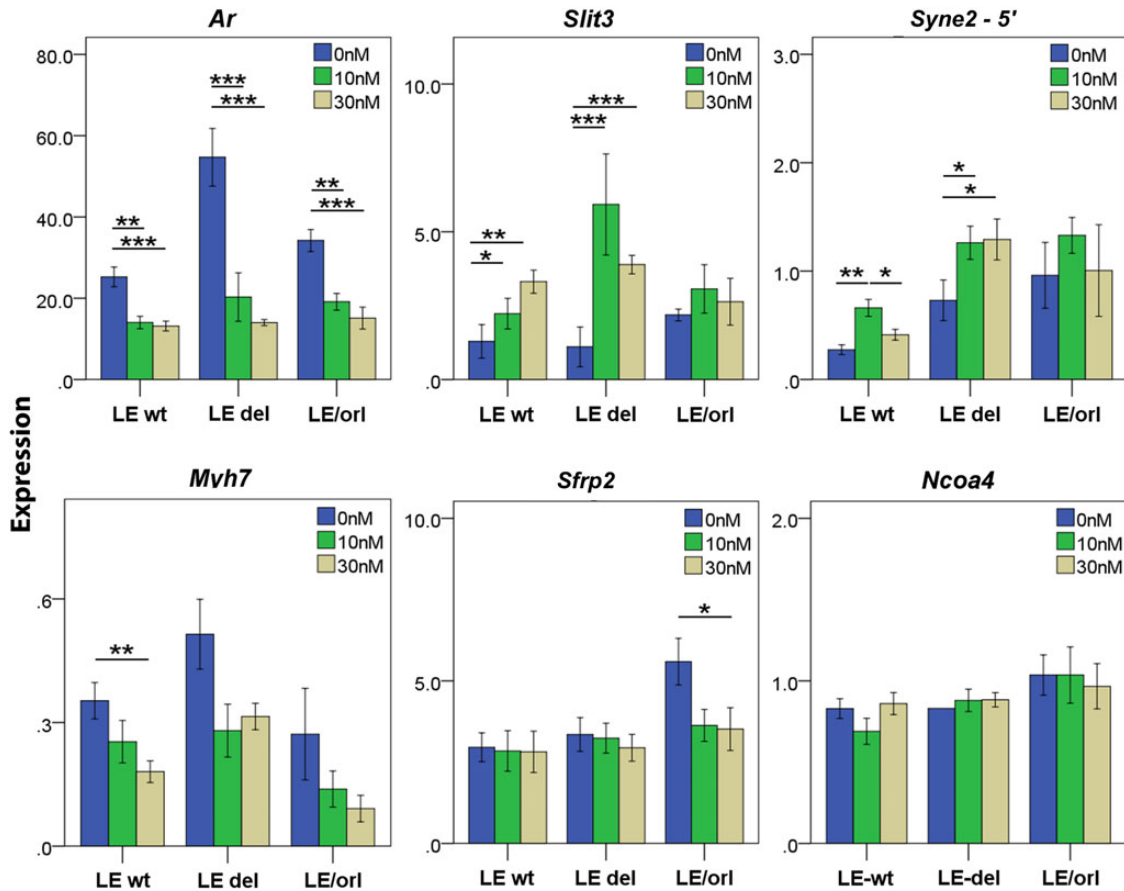 Expression
Ar
80.0
60.0
40.0
20.0
.0
0nM
10nM
30nM
***
***
**
***
**
***
LE wt LE del LE/orl
Slit3
10.0
5.0
.0
0nM
10nM
30nM
***
***
**
*
LE wt LE del LE/orl
Syne2 - 5'
3.0
2.0
1.0
.0
0nM
10nM
30nM
*
*
** *
LE wt LE del LE/orl
Myh7
.6
.3
.0
0nM
10nM
30nM
**
LE wt LE del LE/orl
Sfrp2
10.0
5.0
.0
0nM
10nM
30nM
*
LE wt LE del LE/orl
Ncoa4
2.0
1.0
.0
0nM
10nM
30nM
LE-wt LE-del LE/orl